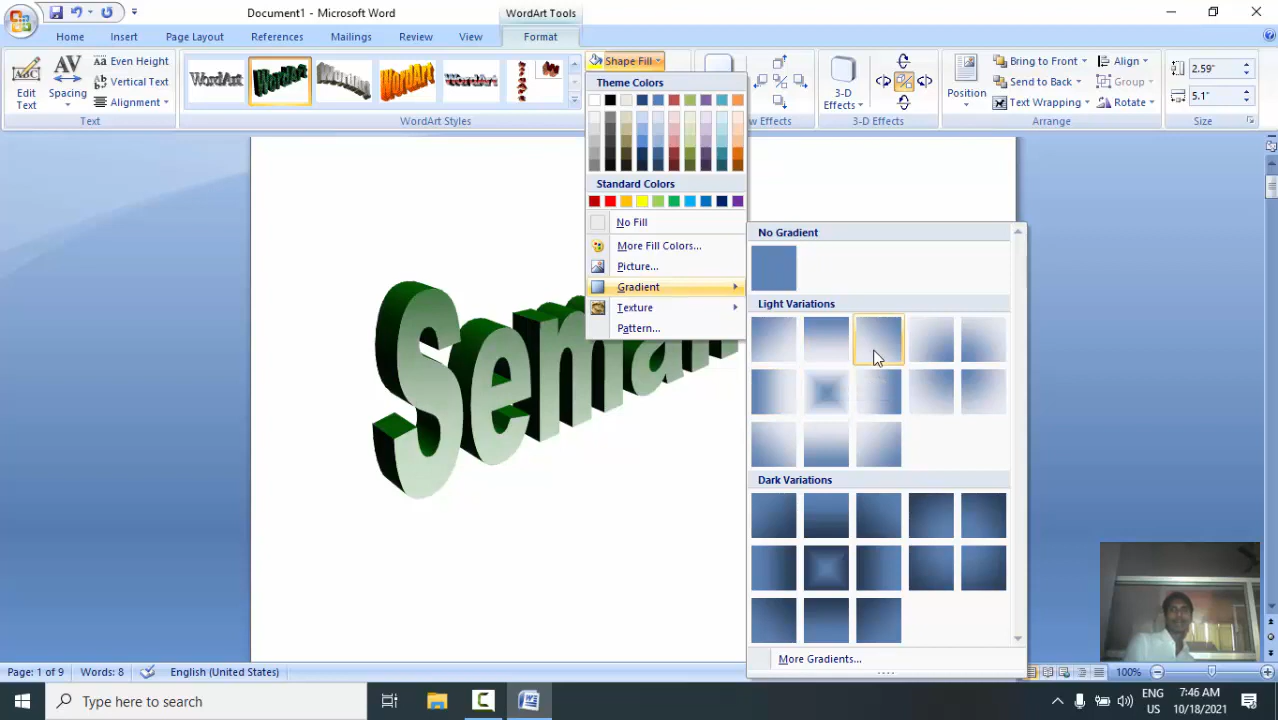 Document1 - Microsoft Word
WordArt Tools
Home
Insert
Page Layout
References
Mailings
Review
View
Format
Edit Text
Spacing
Even Height
Vertical Text
Alignment
Text
WordArt
WordArt
WordArt
WordArt
WordArt Styles
Shape Fill
3-D Effects
w Effects
3-D Effects
Position
Bring to Front
Send to Back
Text Wrapping
Align
Group
Rotate
Arrange
2.59"
5.1"
Size
Theme Colors
Standard Colors
No Fill
More Fill Colors...
Picture...
Gradient
Texture
Pattern...
No Gradient
Light Variations
Dark Variations
More Gradients...
Page: 1 of 9
Words: 8
English (United States)
100%
Type here to search
ENG
US
7:46 AM
10/18/2021